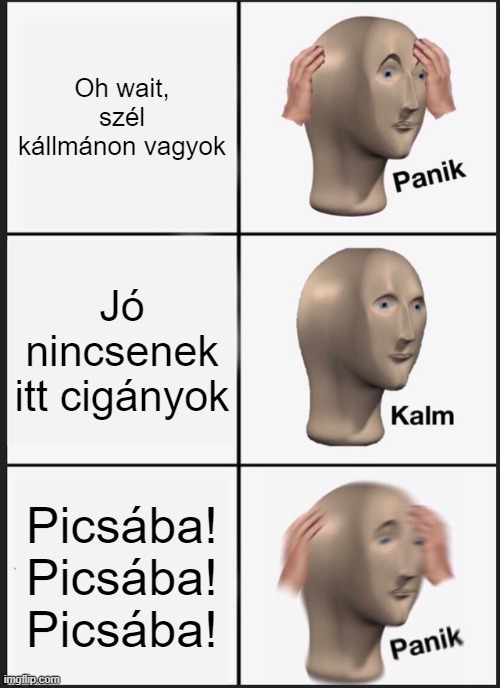 Oh wait,
szél
kállmánon vagyok
Panik
Jó
nincsenek
itt cigányok
Kalm
Picsába!
Picsába!
Picsába!
Panik
imgflip.com